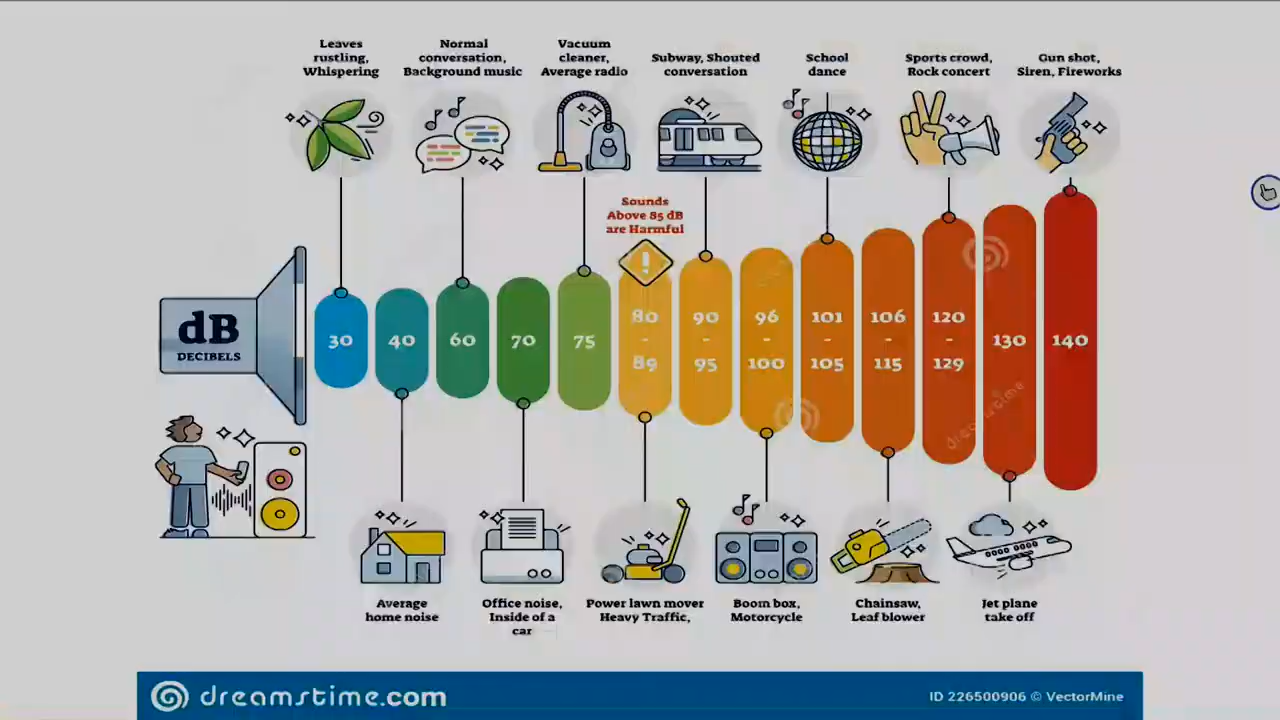 Leaves
rustling,
Whispering
Normal
conversation,
Background music
Vacuum
cleaner,
Average radio
Subway, Shouted
conversation
School
dance
Sports crowd,
Rock concert
Gun shot,
Siren, Fireworks
Sounds
Above 85 dB
are Harmful
dB
DECIBELS
30
40
60
70
75
80
-
89
90
-
95
96
-
100
101
-
105
106
-
115
120
-
129
130
140
dreamstime
Average
home noise
Office noise,
Inside of a
car
Power lawn mover
Heavy Traffic,
Boom box,
Motorcycle
Chainsaw,
Leaf blower
Jet plane
take off
dreamstime.com
ID 226500906 © VectorMine